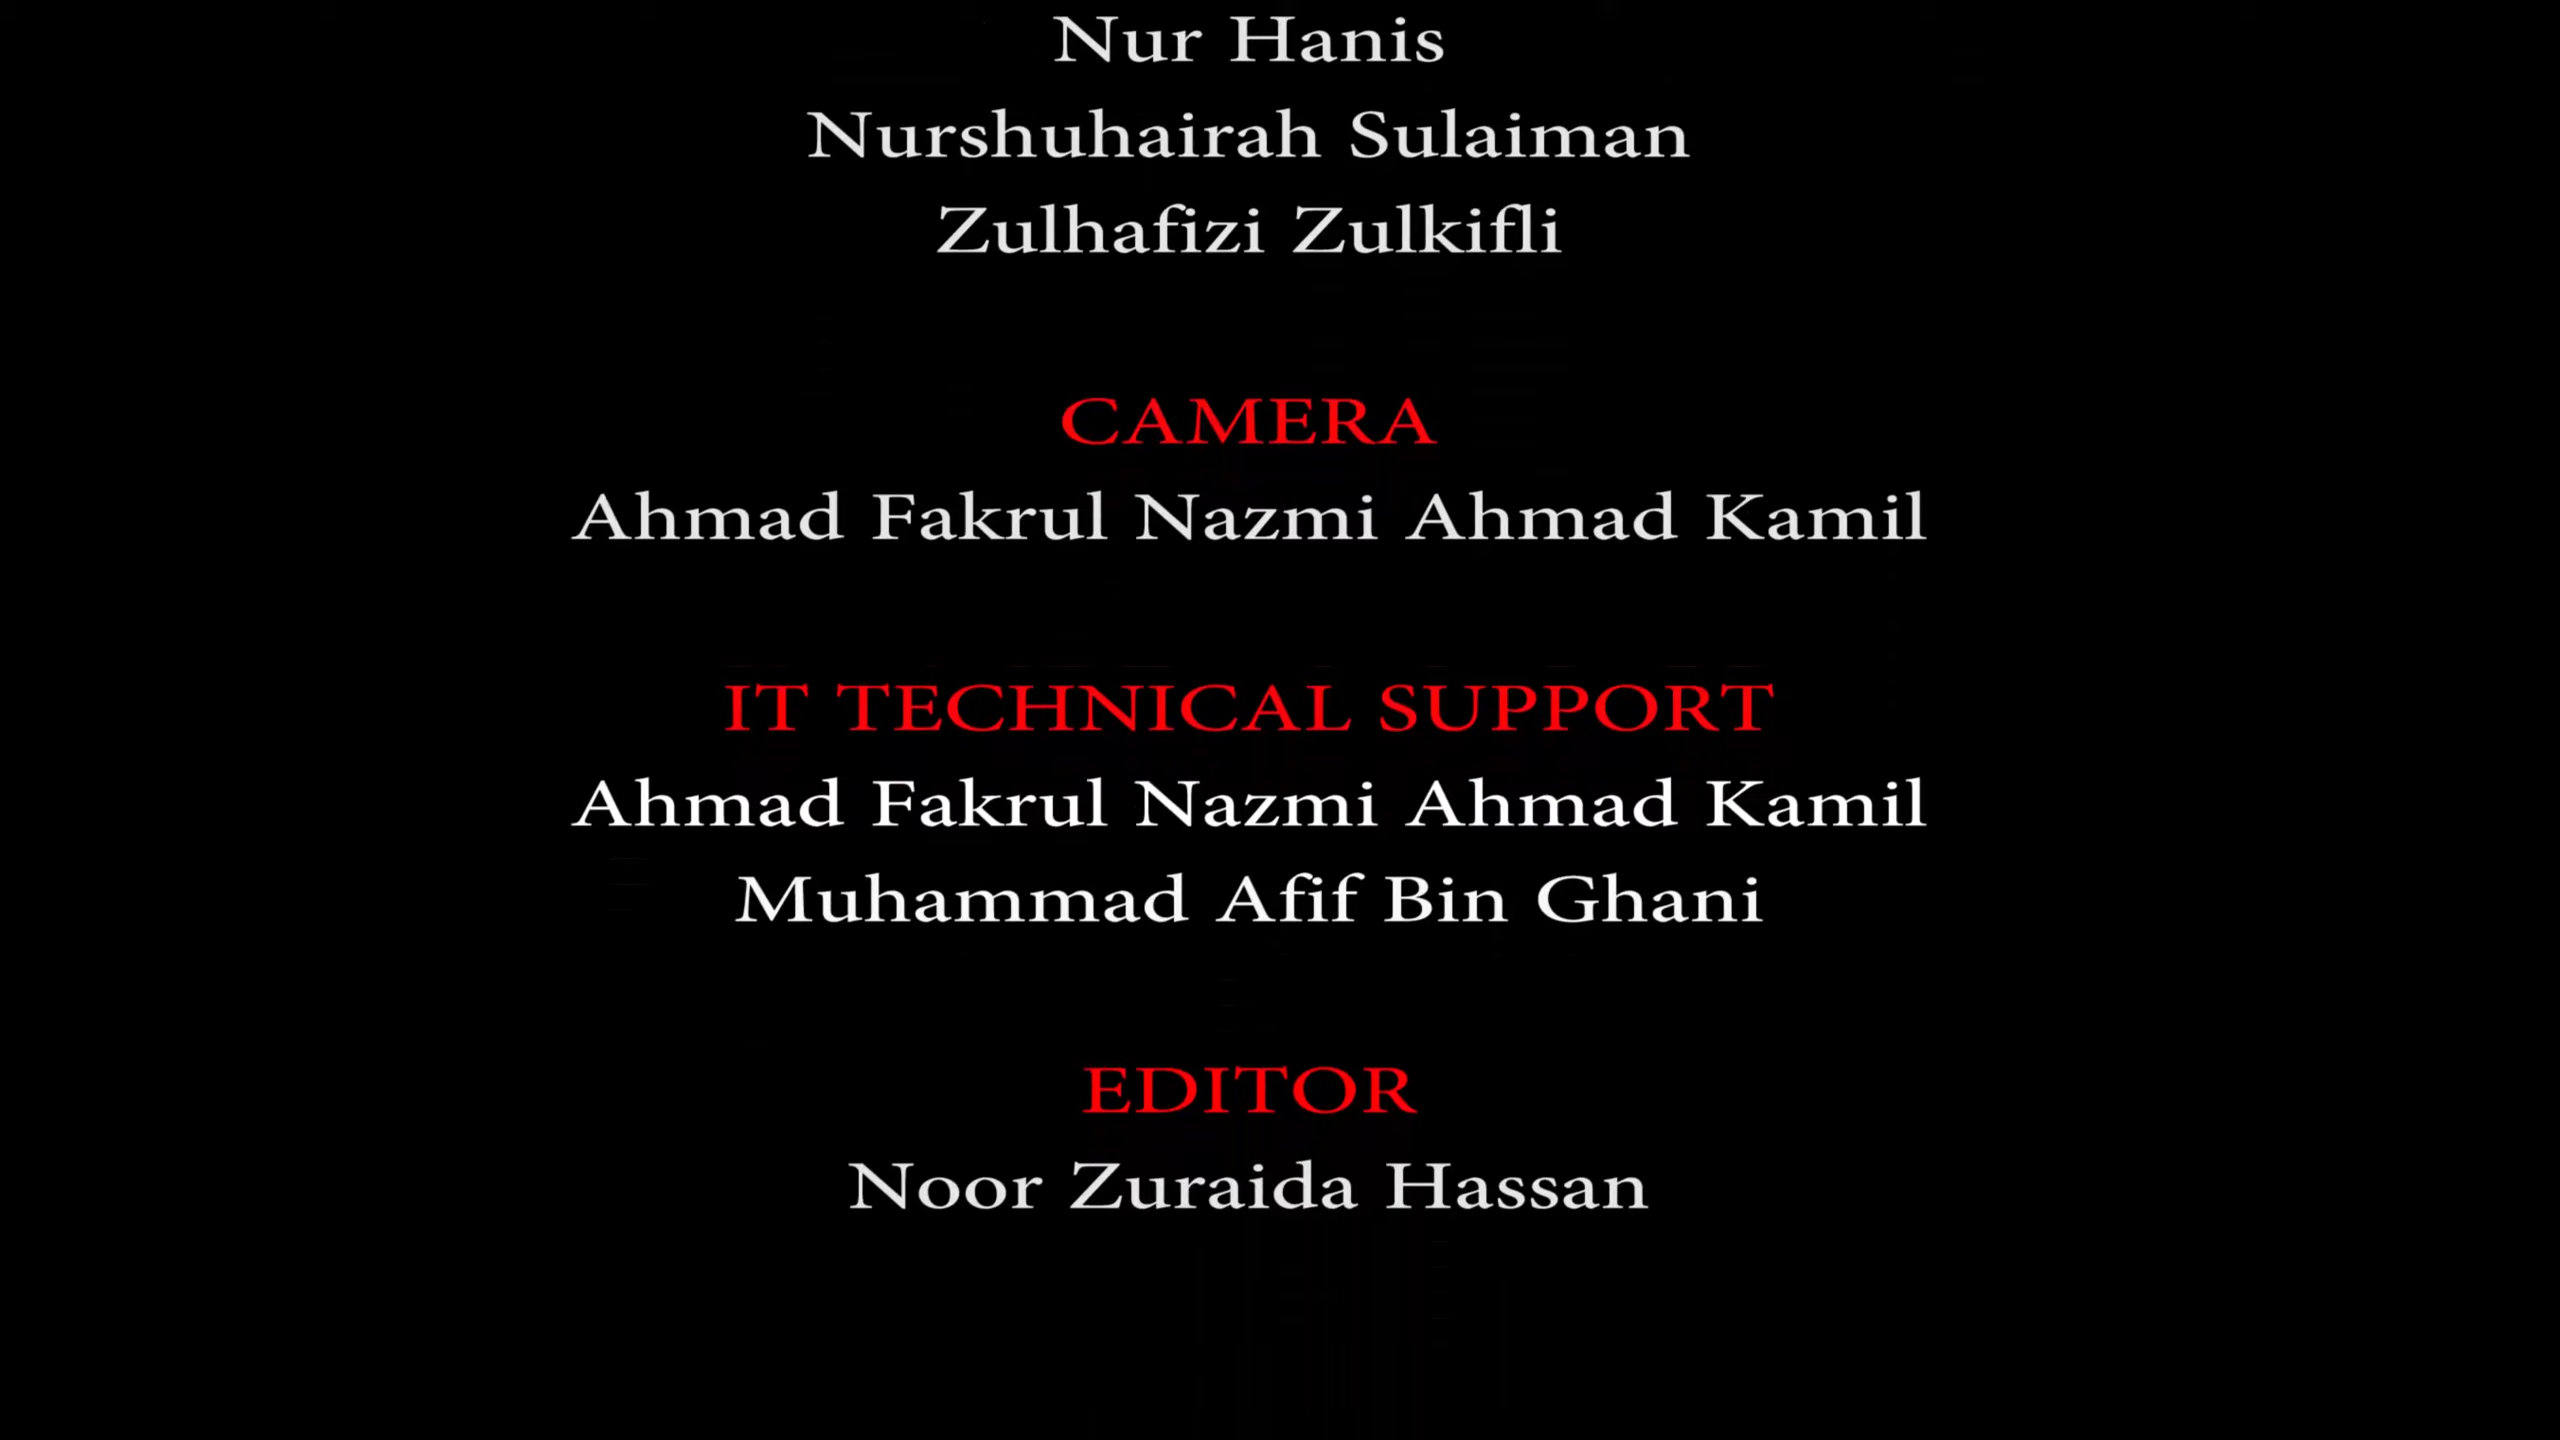 Nur Hanis
Nurshuhairah Sulaiman
Zulhafizi Zulkifli
CAMERA
Ahmad Fakrul Nazmi Ahmad Kamil
IT TECHNICAL SUPPORT
Ahmad Fakrul Nazmi Ahmad Kamil
Muhammad Afif Bin Ghani
EDITOR
Noor Zuraida Hassan